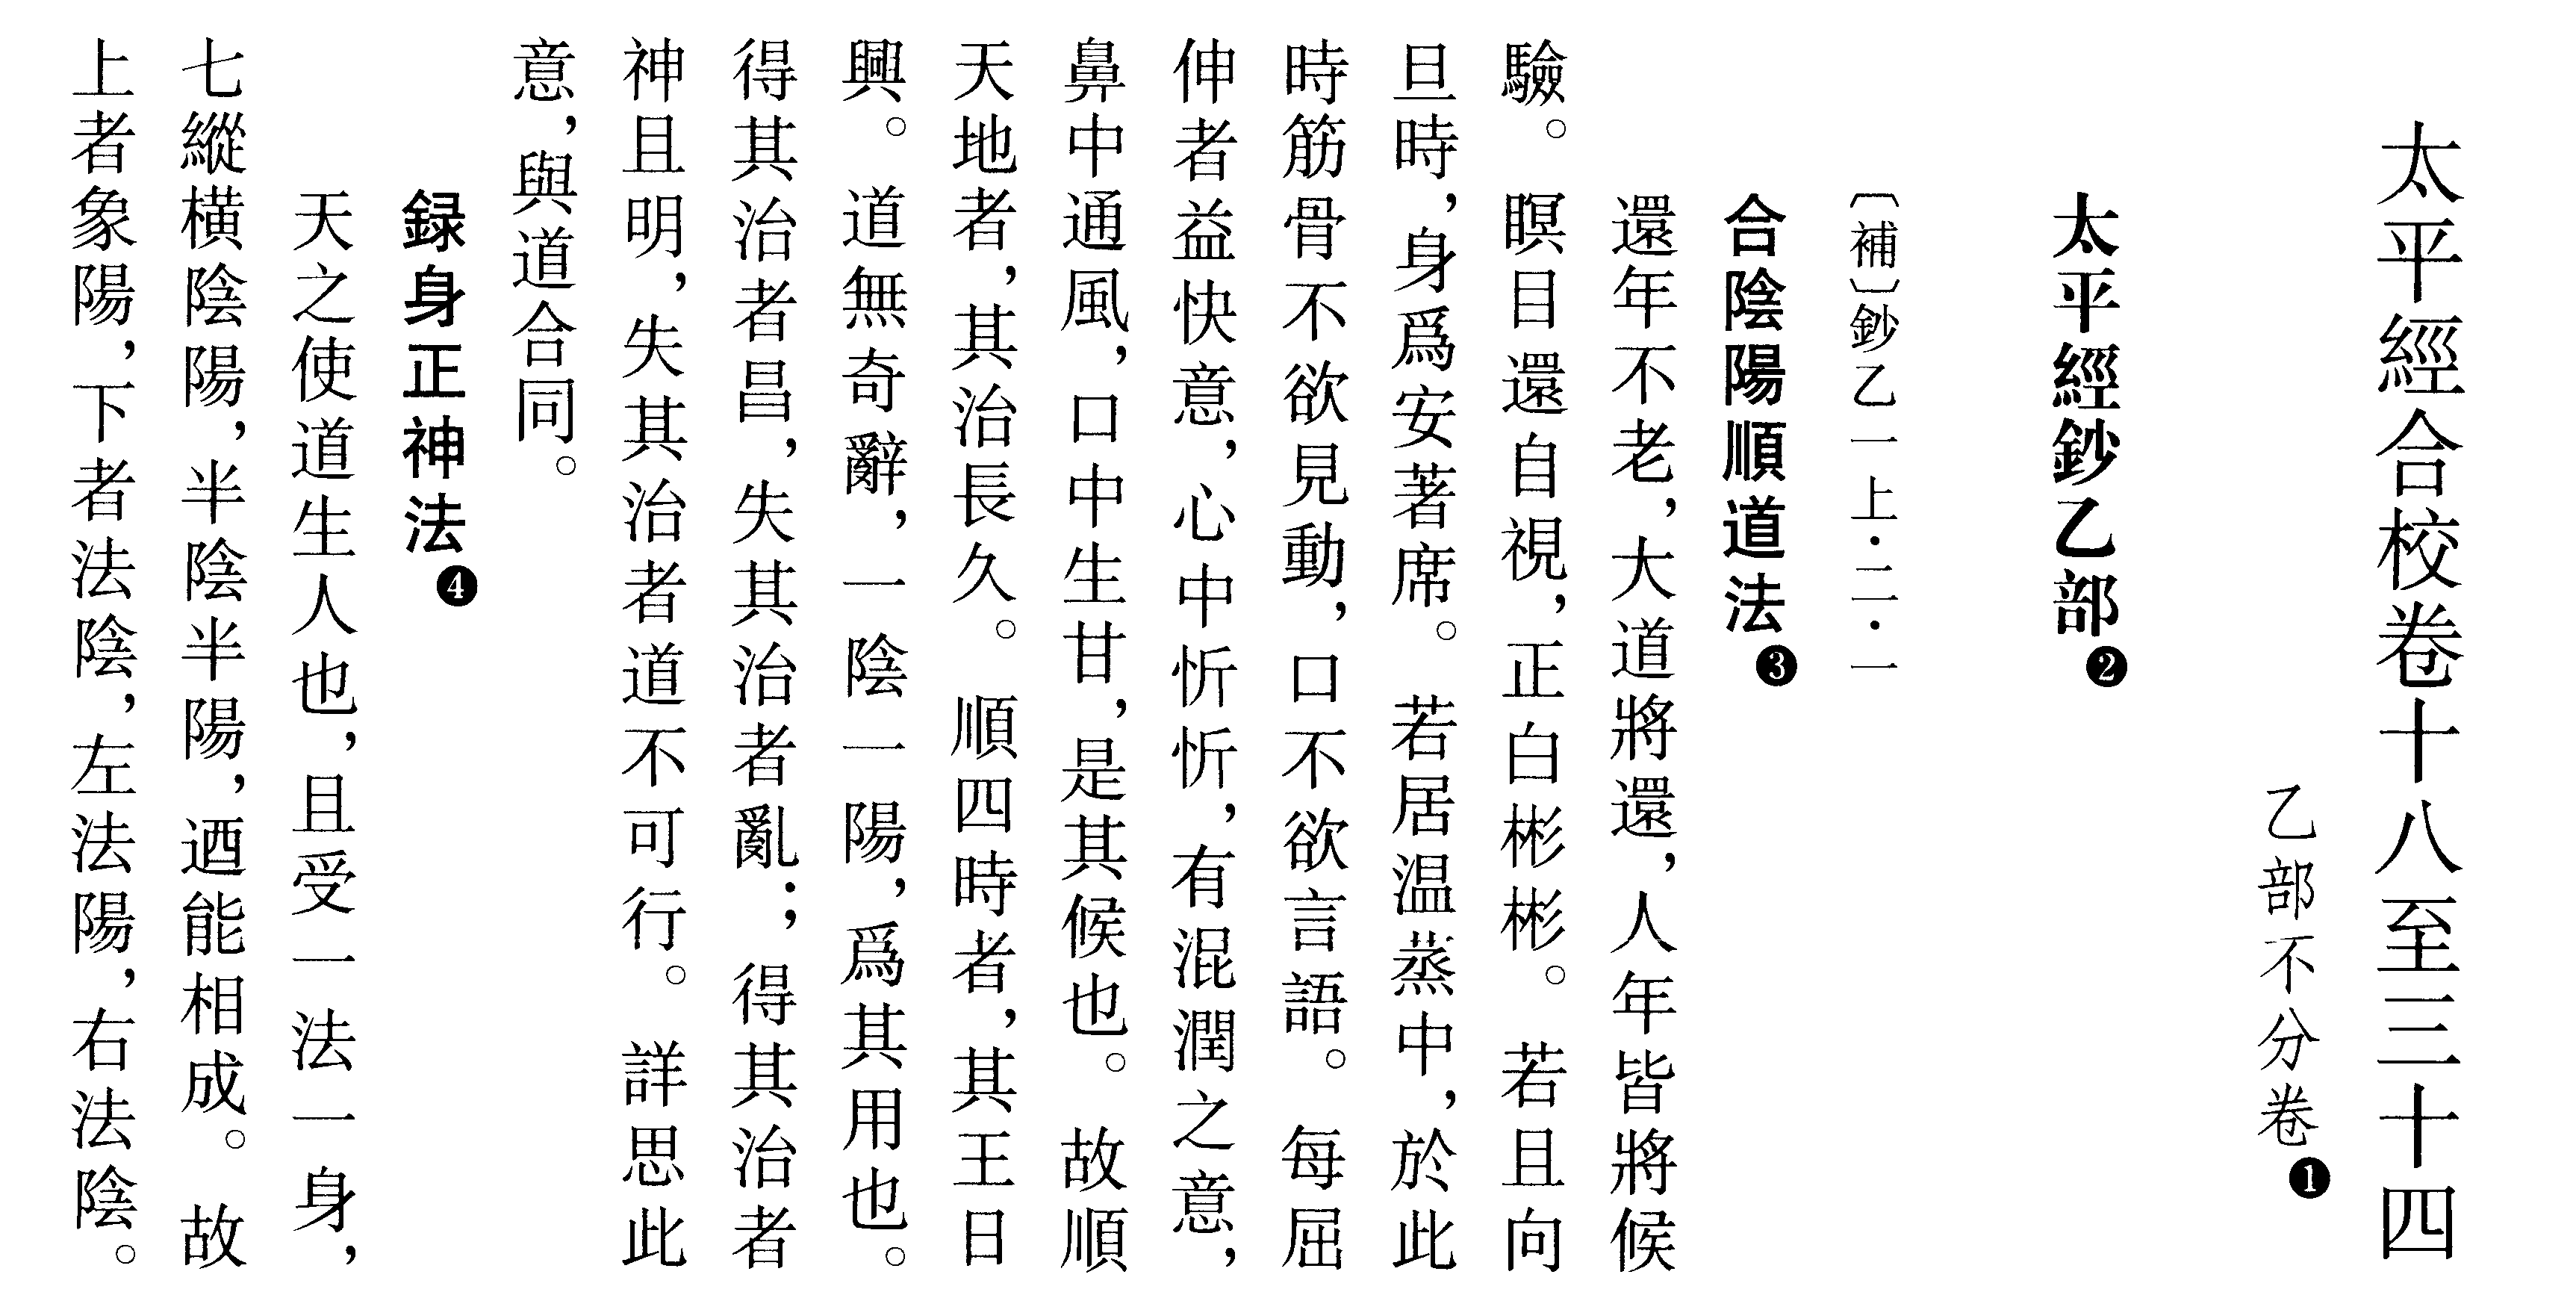 太平經合校卷十八至三十四
乙部不分卷❶
太平經鈔乙部❷
〔補〕鈔乙一上·二·一
合陰陽順道法❸
還年不老，大道將還，人年皆將候
驗。瞑目還自視，正白彬彬。若且向
旦時，身爲安著席。若居温蒸中，於此
時筋骨不欲見動，口不欲言語。每屈
伸者益快意，心中忻忻，有混潤之意，
鼻中通風，口中生甘，是其候也。故順
天地者，其治長久。順四時者，其王日
興。道無奇辭，一陰一陽，爲其用也。
得其治者昌，失其治者亂；得其治者
神且明，失其治者道不可行。詳思此
意，與道合同。
録身正神法❹
天之使道生人也，且受一法一身，
七縱橫陰陽，半陰半陽，迺能相成。故
上者象陽，下者法陰，左法陽，右法陰。